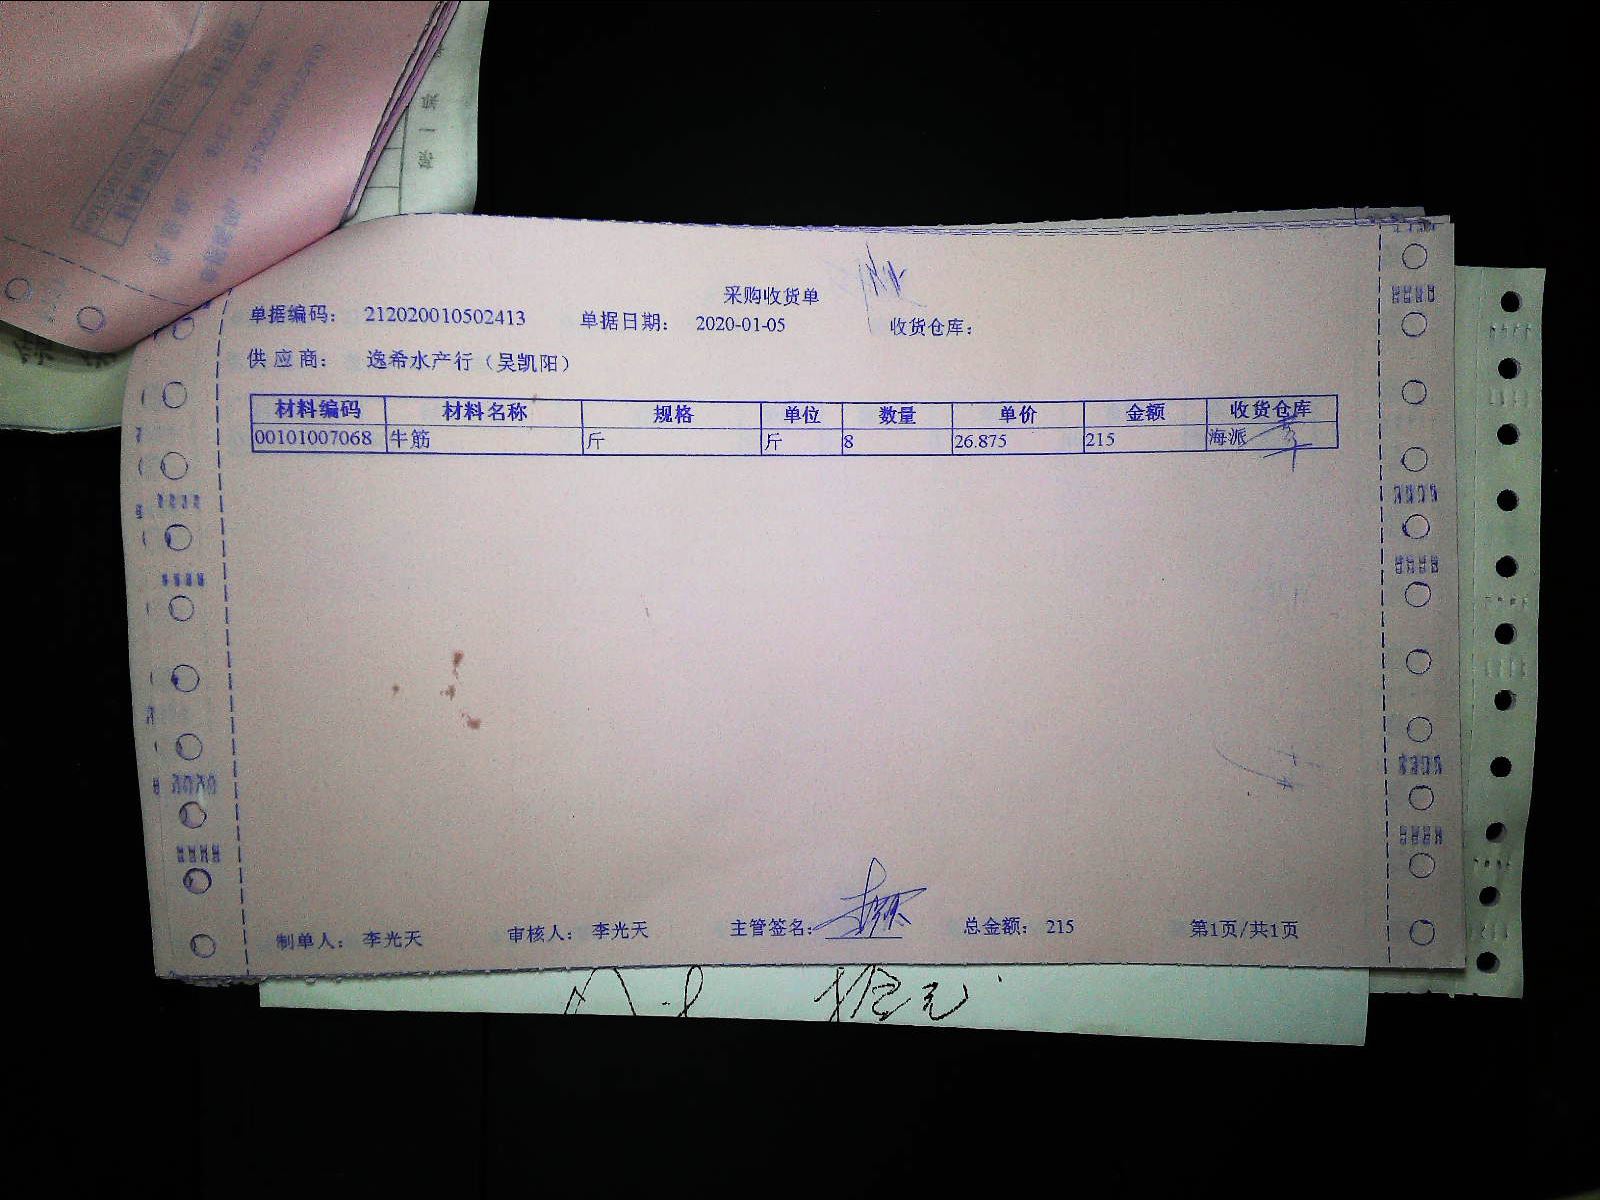 采购收货单
单据编码： 212020010502413 单据日期： 2020-01-05 收货仓库：
供应商： 逸希水产行（吴凯阳）
材料编码 材料名称 规格 单位 数量 单价 金额 收货仓库
00101007068 牛筋 斤 斤 8 26.875 215 海派
制单人： 李光天 审核人： 李光天 主管签名： 总金额： 215 第1页/共1页